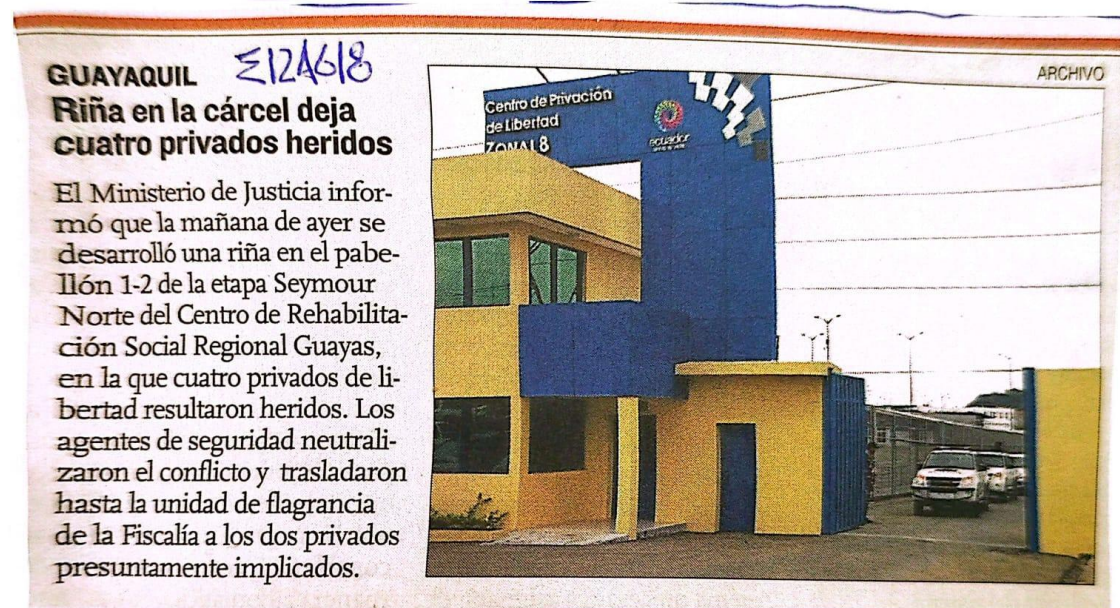 GUAYAQUIL E12A618
Riña en la cárcel deja
cuatro privados heridos
El Ministerio de Justicia infor-
mó que la mañana de ayer se
desarrolló una riña en el pabe-
llón 1-2 de la etapa Seymour
Norte del Centro de Rehabilita-
ción Social Regional Guayas,
en la que cuatro privados de li-
bertad resultaron heridos. Los
agentes de seguridad neutrali-
zaron el conflicto y trasladaron
hasta la unidad de flagrancia
de la Fiscalía a los dos privados
presuntamente implicados.
ARCHIVO
Centro de Privación
de Libertad
ZONAL 8
ecuador